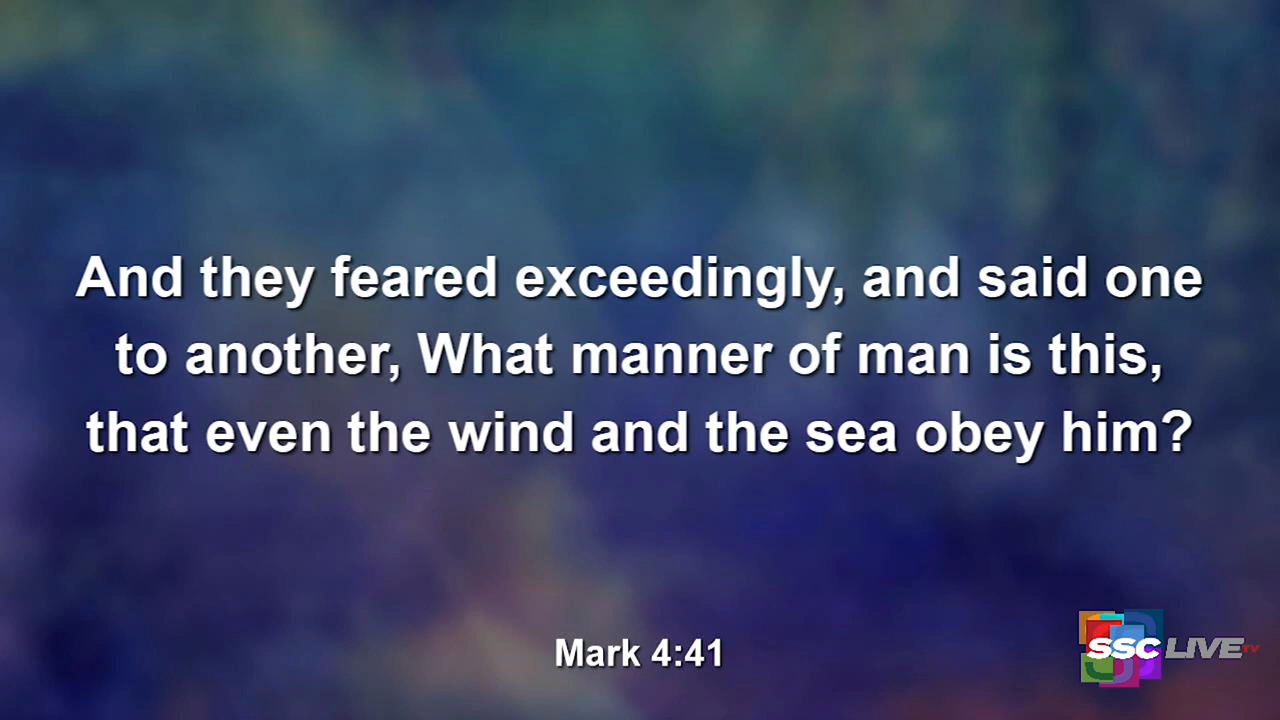 And they feared exceedingly, and said one
to another, What manner of man is this,
that even the wind and the sea obey him?
Mark 4:41
SSC LIVE TV